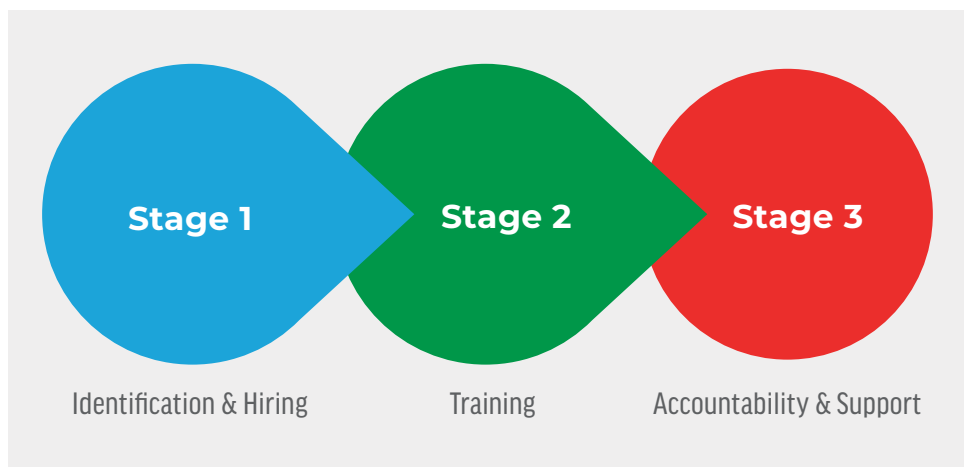 Stage 1
Stage 2
Stage 3
Identification & Hiring
Training
Accountability & Support